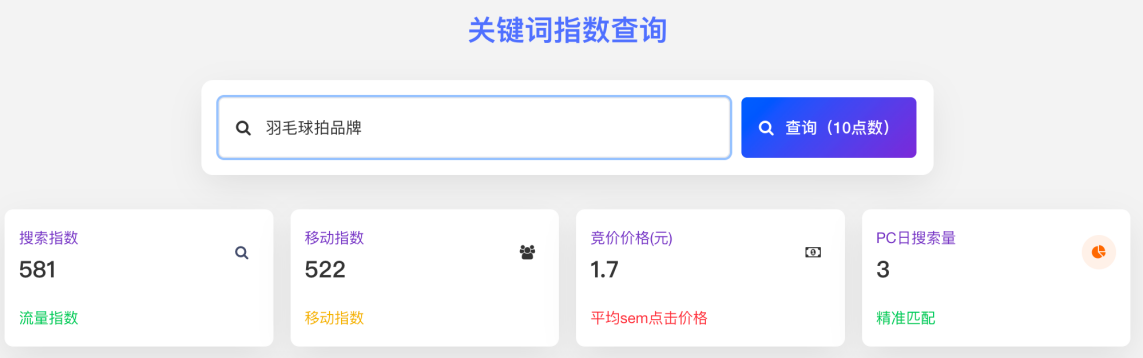 关键词指数查询
羽毛球拍品牌
查询（10点数）
搜索指数
581
流量指数
移动指数
522
移动指数
竞价价格(元)
1.7
平均sem点击价格
PC日搜索量
3
精准匹配